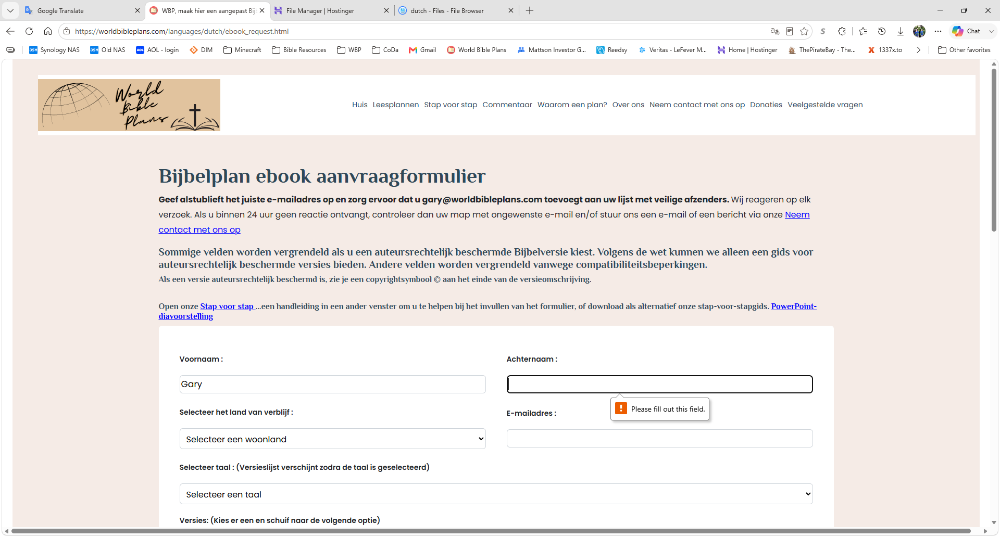 Google Translate
WBP, maak hier een aangepast Bij
File Manager | Hostinger
dutch - Files - File Browser
https://worldbibleplans.com/languages/dutch/ebook_request.html
Chat
Synology NAS
Old NAS
AOL - login
DIM
Minecraft
Bible Resources
WBP
CoDa
Gmail
World Bible Plans
Mattson Investor G...
Reedsy
Veritas - LeFever M...
Home | Hostinger
ThePirateBay - The...
1337x.to
Other favorites
World
Bible
Plans
Huis Leesplannen Stap voor stap Commentaar Waarom een plan? Over ons Neem contact met ons op Donaties Veelgestelde vragen
Bijbelplan ebook aanvraagformulier
Geef alstublieft het juiste e-mailadres op en zorg ervoor dat u gary@worldbibleplans.com toevoegt aan uw lijst met veilige afzenders. Wij reageren op elk
verzoek. Als u binnen 24 uur geen reactie ontvangt, controleer dan uw map met ongewenste e-mail en/of stuur ons een e-mail of een bericht via onze Neem
contact met ons op
Sommige velden worden vergrendeld als u een auteursrechtelijk beschermde Bijbelversie kiest. Volgens de wet kunnen we alleen een gids voor
auteursrechtelijk beschermde versies bieden. Andere velden worden vergrendeld vanwege compatibiliteitsbeperkingen.
Als een versie auteursrechtelijk beschermd is, zie je een copyrightsymbool © aan het einde van de versieomschrijving.
Open onze Stap voor stap ...een handleiding in een ander venster om u te helpen bij het invullen van het formulier, of download als alternatief onze stap-voor-stapgids. PowerPoint-
diavoorstelling
Voornaam :
Achternaam :
Gary
Please fill out this field.
Selecteer het land van verblijf :
E-mailadres :
Selecteer een woonland
Selecteer taal : (Versieslijst verschijnt zodra de taal is geselecteerd)
Selecteer een taal
Versies: (Kies er een en schuif naar de volgende optie)